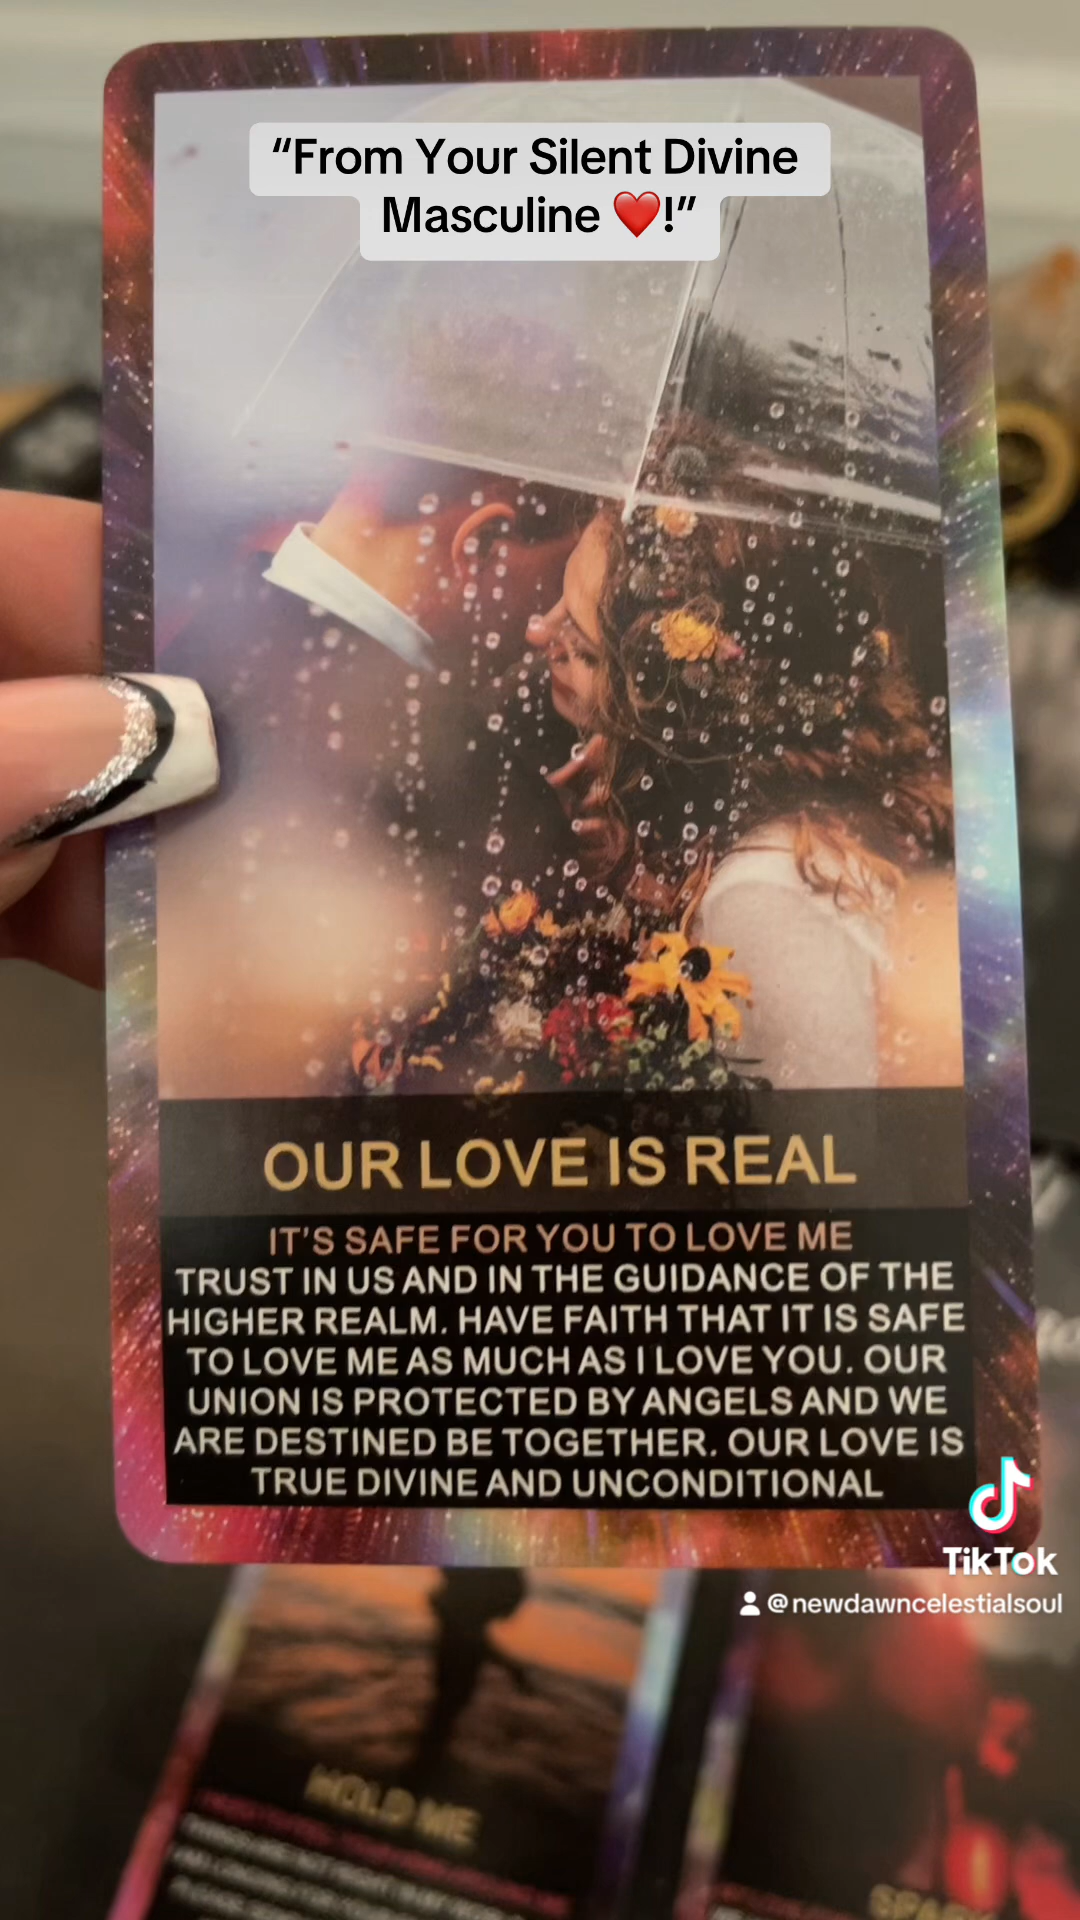 “From Your Silent Divine
Masculine ❤️!”
OUR LOVE IS REAL
IT'S SAFE FOR YOU TO LOVE ME
TRUST IN US AND IN THE GUIDANCE OF THE
HIGHER REALM. HAVE FAITH THAT IT IS SAFE
TO LOVE ME AS MUCH AS I LOVE YOU. OUR
UNION IS PROTECTED BY ANGELS AND WE
ARE DESTINED BE TOGETHER. OUR LOVE IS
TRUE DIVINE AND UNCONDITIONAL
TikTok
@newdawncelestialsoul
HOLD ME